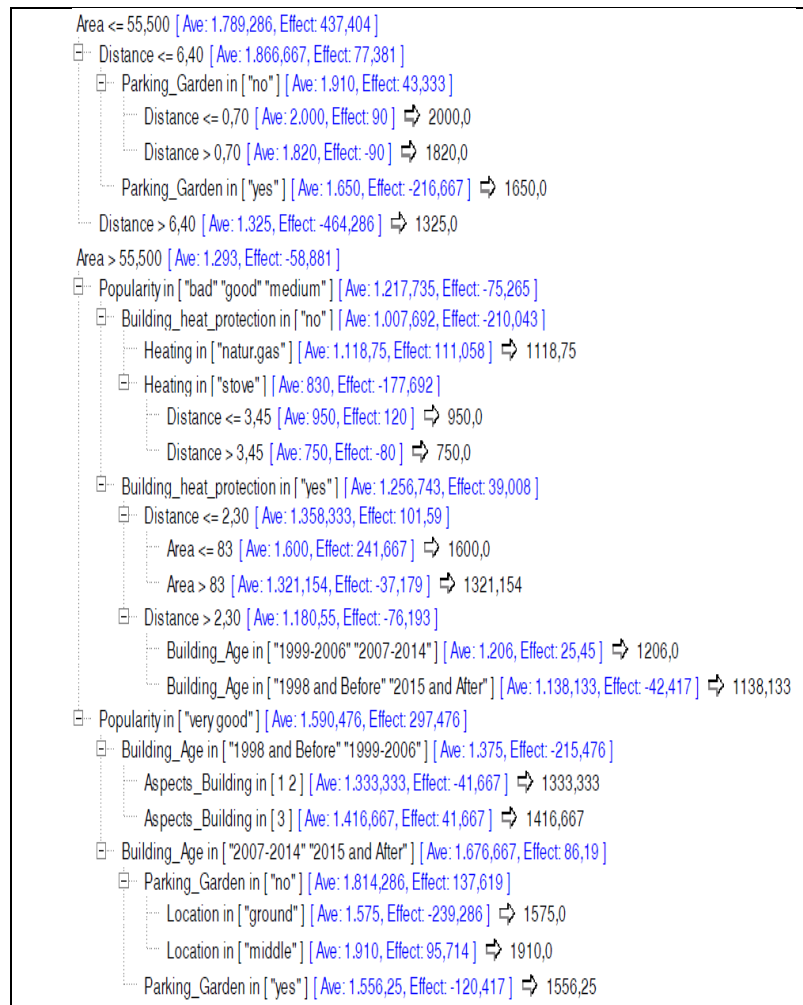 Area <= 55,500 [ Ave: 1.789,286, Effect: 437,404 ]
Distance <= 6,40 [ Ave: 1.866,667, Effect: 77,381 ]
Parking_Garden in [ "no" ] [ Ave: 1.910, Effect: 43,333 ]
Distance <= 0,70 [ Ave: 2.000, Effect: 90 ] ⇨ 2000,0
Distance > 0,70 [ Ave: 1.820, Effect: -90 ] ⇨ 1820,0
Parking_Garden in [ "yes" ] [ Ave: 1.650, Effect: -216,667 ] ⇨ 1650,0
Distance > 6,40 [ Ave: 1.325, Effect: -464,286 ] ⇨ 1325,0
Area > 55,500 [ Ave: 1.293, Effect: -58,881 ]
Popularity in [ "bad" "good" "medium" ] [ Ave: 1.217,735, Effect: -75,265 ]
Building_heat_protection in [ "no" ] [ Ave: 1.007,692, Effect: -210,043 ]
Heating in [ "natur.gas" ] [ Ave: 1.118,75, Effect: 111,058 ] ⇨ 1118,75
Heating in [ "stove" ] [ Ave: 830, Effect: -177,692 ]
Distance <= 3,45 [ Ave: 950, Effect: 120 ] ⇨ 950,0
Distance > 3,45 [ Ave: 750, Effect: -80 ] ⇨ 750,0
Building_heat_protection in [ "yes" ] [ Ave: 1.256,743, Effect: 39,008 ]
Distance <= 2,30 [ Ave: 1.358,333, Effect: 101,59 ]
Area <= 83 [ Ave: 1.600, Effect: 241,667 ] ⇨ 1600,0
Area > 83 [ Ave: 1.321,154, Effect: -37,179 ] ⇨ 1321,154
Distance > 2,30 [ Ave: 1.180,55, Effect: -76,193 ]
Building_Age in [ "1999-2006" "2007-2014" ] [ Ave: 1.206, Effect: 25,45 ] ⇨ 1206,0
Building_Age in [ "1998 and Before" "2015 and After" ] [ Ave: 1.138,133, Effect: -42,417 ] ⇨ 1138,133
Popularity in [ "very good" ] [ Ave: 1.590,476, Effect: 297,476 ]
Building_Age in [ "1998 and Before" "1999-2006" ] [ Ave: 1.375, Effect: -215,476 ]
Aspects_Building in [ 1 2 ] [ Ave: 1.333,333, Effect: -41,667 ] ⇨ 1333,333
Aspects_Building in [ 3 ] [ Ave: 1.416,667, Effect: 41,667 ] ⇨ 1416,667
Building_Age in [ "2007-2014" "2015 and After" ] [ Ave: 1.676,667, Effect: 86,19 ]
Parking_Garden in [ "no" ] [ Ave: 1.814,286, Effect: 137,619 ]
Location in [ "ground" ] [ Ave: 1.575, Effect: -239,286 ] ⇨ 1575,0
Location in [ "middle" ] [ Ave: 1.910, Effect: 95,714 ] ⇨ 1910,0
Parking_Garden in [ "yes" ] [ Ave: 1.556,25, Effect: -120,417 ] ⇨ 1556,25